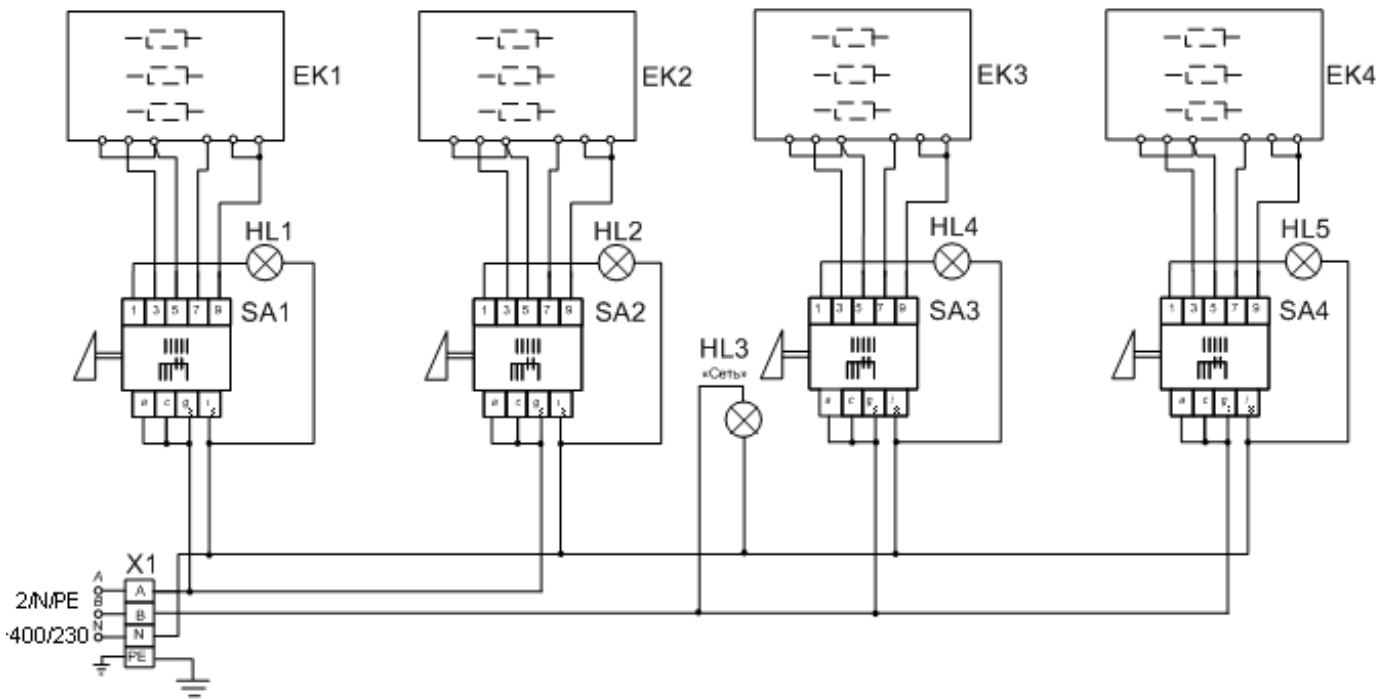 EK1
EK2
EK3
EK4
HL1
HL2
HL4
HL5
1 3 5 7 9
SA1
1 3 5 7 9
SA2
1 3 5 7 9
SA3
1 3 5 7 9
SA4
HL3
«Сеть»
a c g i
a c g i
a c g i
a c g i
X1
A
A
2/N/PE
B
B
~400/230
N
N
PE